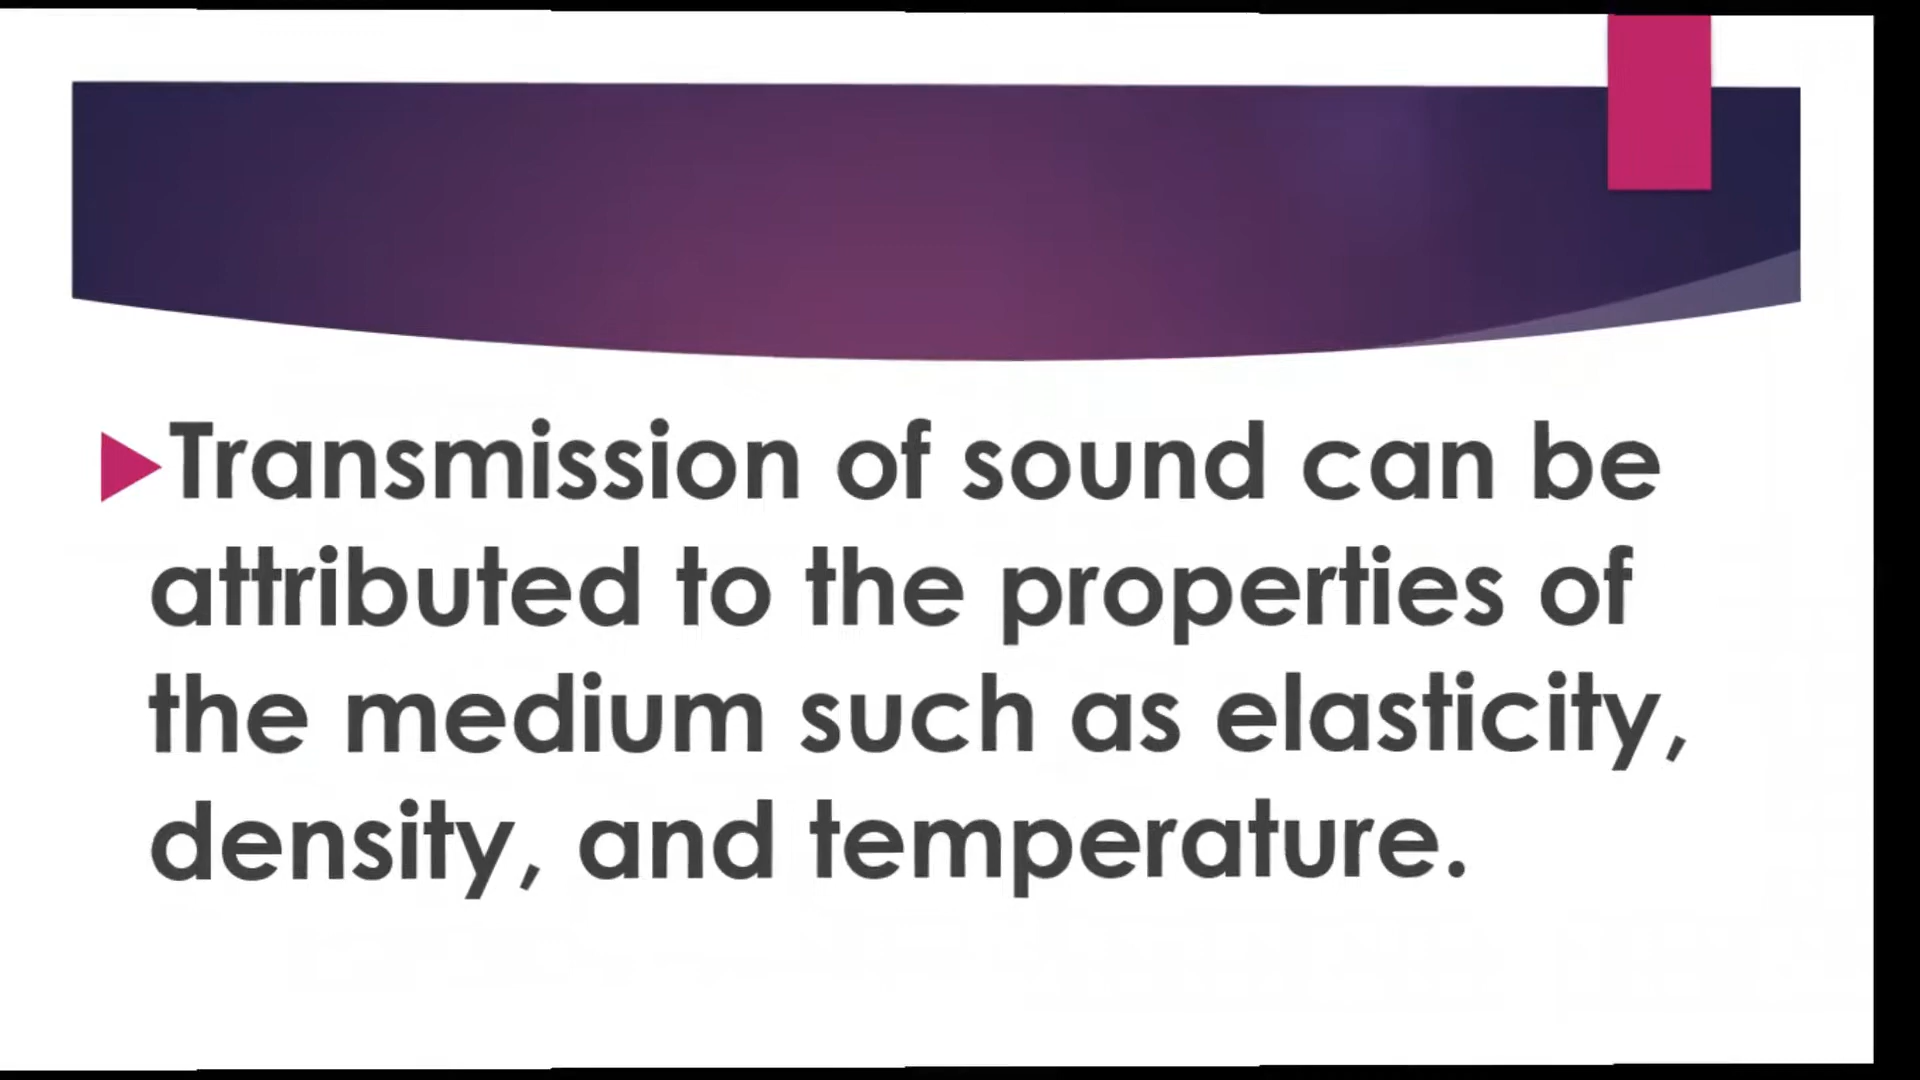 Transmission of sound can be
attributed to the properties of
the medium such as elasticity,
density, and temperature.